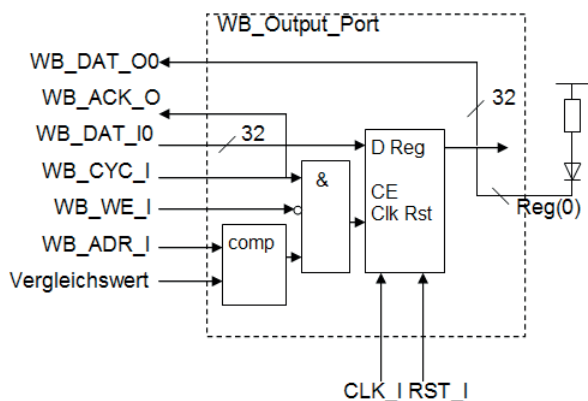 WB_Output_Port
WB_DAT_O0
WB_ACK_O
32
WB_DAT_I0
32
D Reg
WB_CYC_I
&
CE
WB_WE_I
Clk Rst
Reg(0)
WB_ADR_I
comp
Vergleichswert
CLK_I RST_I